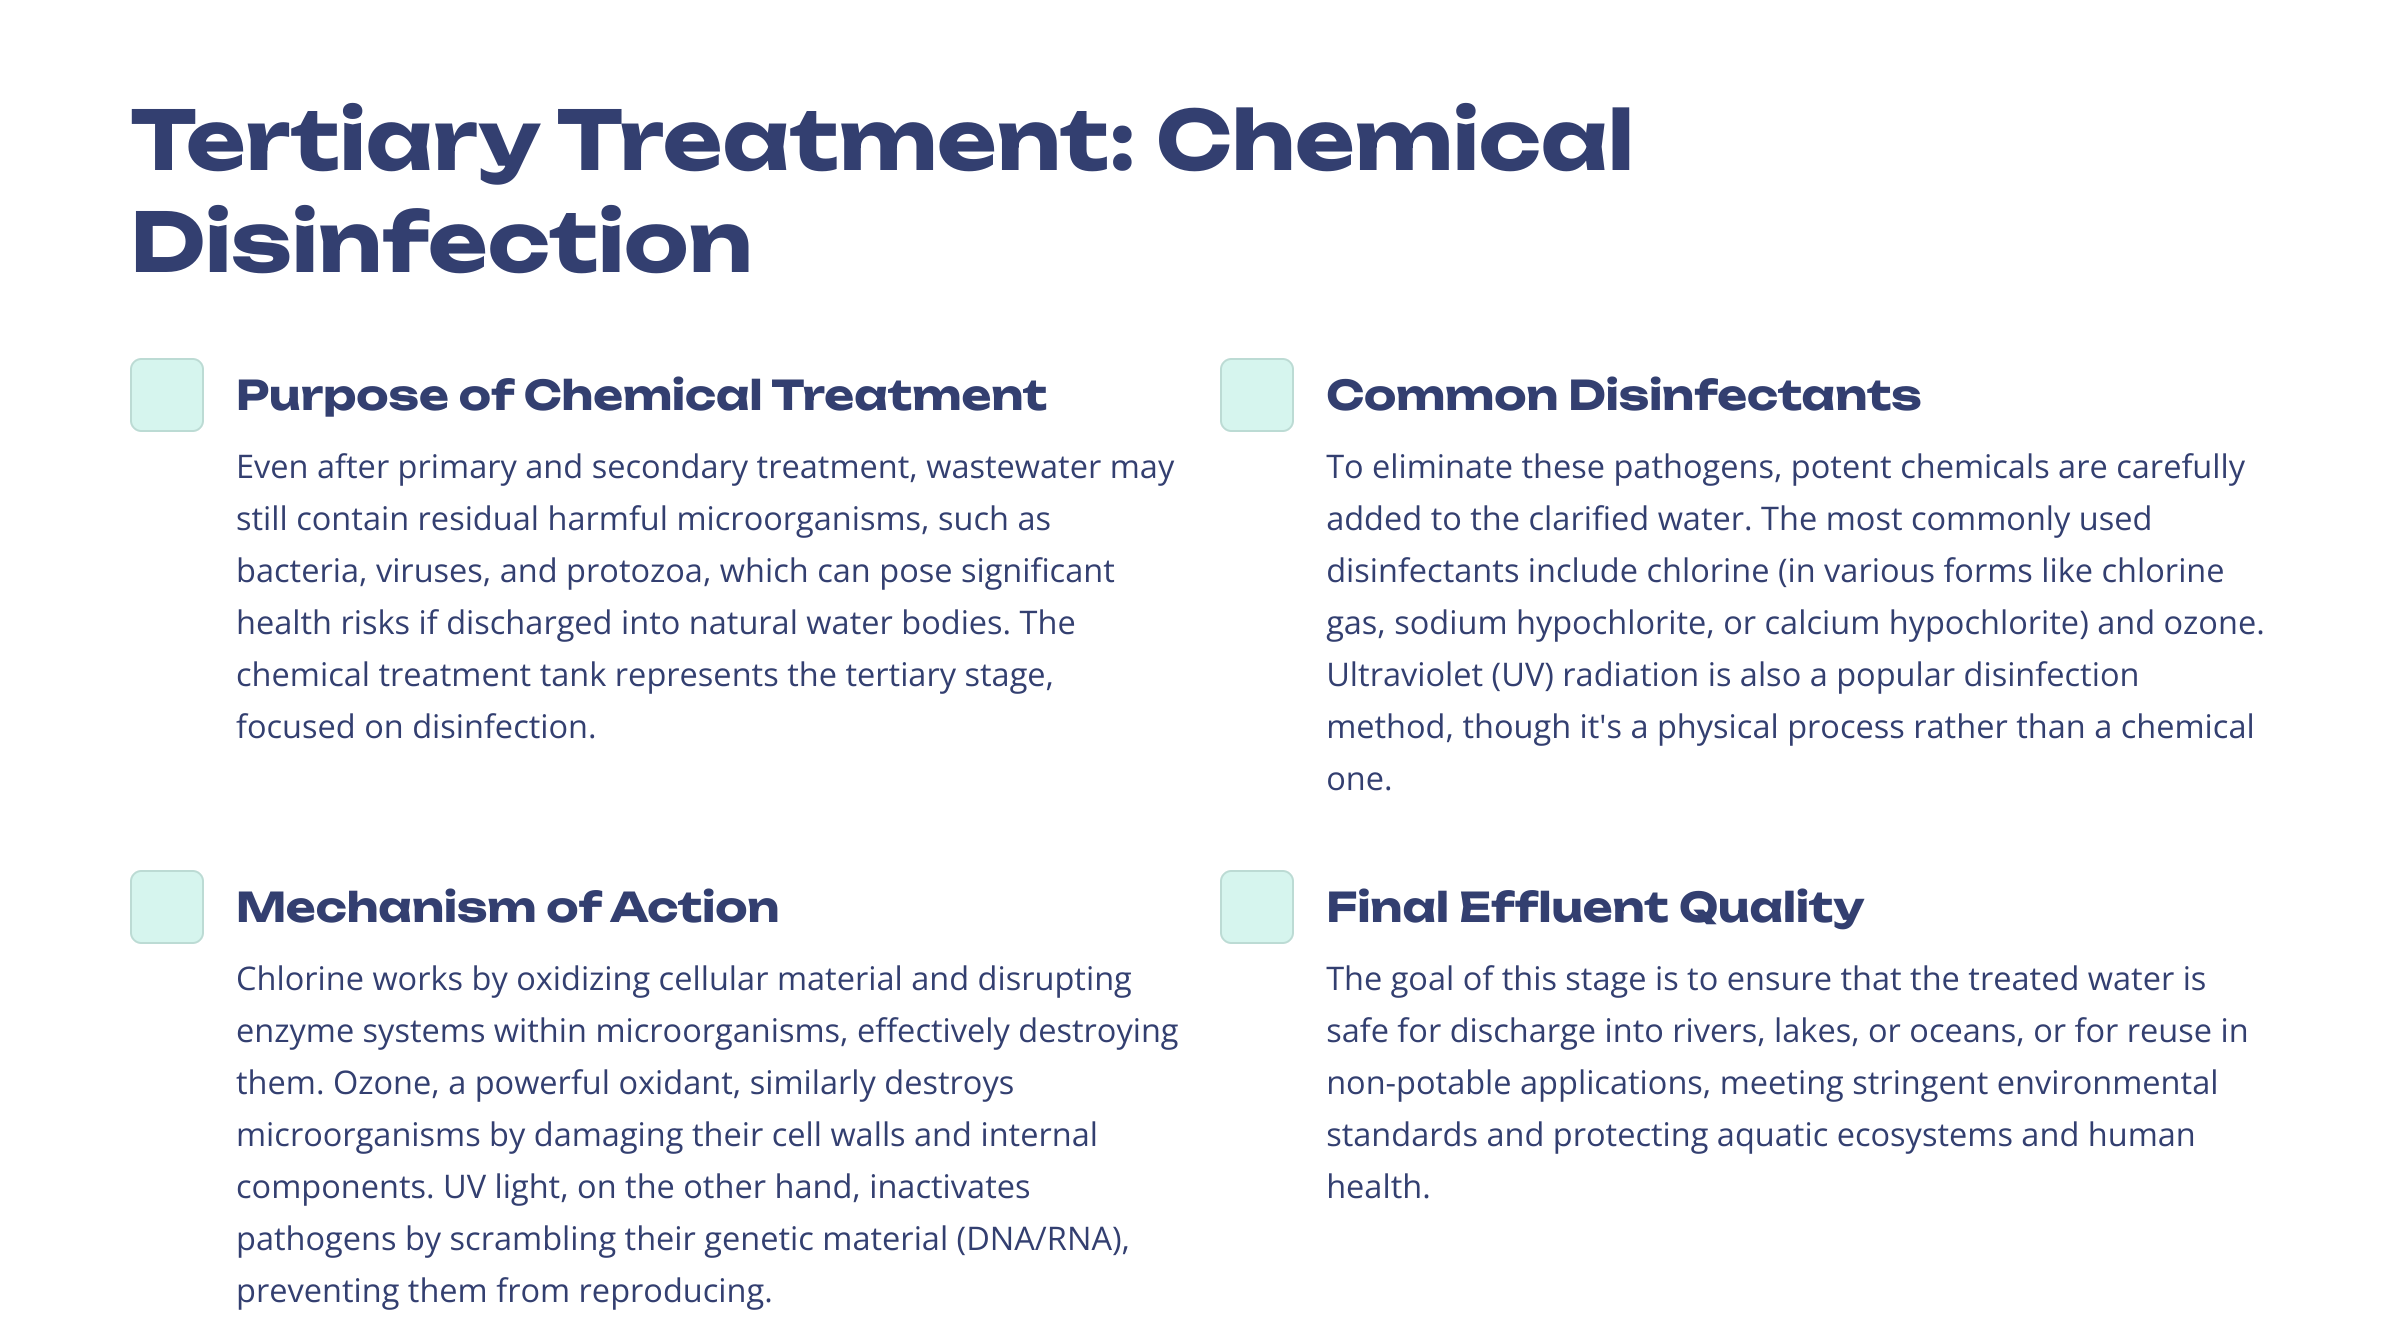 Tertiary Treatment: Chemical
Disinfection
Purpose of Chemical Treatment
Even after primary and secondary treatment, wastewater may
still contain residual harmful microorganisms, such as
bacteria, viruses, and protozoa, which can pose significant
health risks if discharged into natural water bodies. The
chemical treatment tank represents the tertiary stage,
focused on disinfection.
Common Disinfectants
To eliminate these pathogens, potent chemicals are carefully
added to the clarified water. The most commonly used
disinfectants include chlorine (in various forms like chlorine
gas, sodium hypochlorite, or calcium hypochlorite) and ozone.
Ultraviolet (UV) radiation is also a popular disinfection
method, though it's a physical process rather than a chemical
one.
Mechanism of Action
Chlorine works by oxidizing cellular material and disrupting
enzyme systems within microorganisms, effectively destroying
them. Ozone, a powerful oxidant, similarly destroys
microorganisms by damaging their cell walls and internal
components. UV light, on the other hand, inactivates
pathogens by scrambling their genetic material (DNA/RNA),
preventing them from reproducing.
Final Effluent Quality
The goal of this stage is to ensure that the treated water is
safe for discharge into rivers, lakes, or oceans, or for reuse in
non-potable applications, meeting stringent environmental
standards and protecting aquatic ecosystems and human
health.